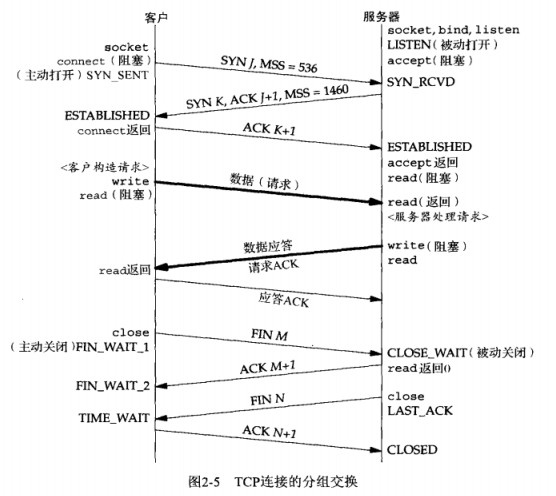 客户
服务器
socket, bind, listen
LISTEN(被动打开)
accept(阻塞)
socket
connect(阻塞)
(主动打开) SYN_SENT
SYN J, MSS = 536
SYN_RCVD
SYN K, ACK J+1, MSS = 1460
ESTABLISHED
connect返回
ACK K+1
ESTABLISHED
accept返回
read(阻塞)
<客户构造请求>
write
read(阻塞)
数据(请求)
read(返回)
<服务器处理请求>
数据应答
请求ACK
write(阻塞)
read
read返回
应答ACK
close
(主动关闭)FIN_WAIT_1
FIN M
CLOSE_WAIT(被动关闭)
read返回0
ACK M+1
FIN_WAIT_2
FIN N
close
LAST_ACK
TIME_WAIT
ACK N+1
CLOSED
图2-5 TCP连接的分组交换